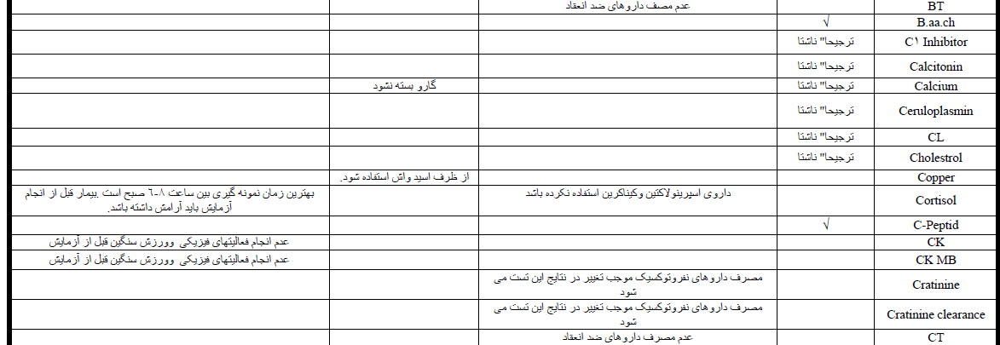 BT عدم مصف داروهای ضد انعقاد
B.aa.ch √
C۱ Inhibitor ترجیحا" ناشتا
Calcitonin ترجیحا" ناشتا
Calcium ترجیحا" ناشتا گارو بسته نشود
Ceruloplasmin ترجیحا" ناشتا
CL ترجیحا" ناشتا
Cholestrol ترجیحا" ناشتا
Copper از ظرف اسید واش استفاده شود.
Cortisol داروی اسپرینولاکتین وکیناکرین استفاده نکرده باشد بهترین زمان نمونه گیری بین ساعت ۸-٦ صبح است .بیمار قبل از انجام
آزمایش باید آرامش داشته باشد.
C-Peptid √
CK عدم انجام فعالیتهای فیزیکی وورزش سنگین قبل از آزمایش
CK MB عدم انجام فعالیتهای فیزیکی وورزش سنگین قبل از آزمایش
Cratinine مصرف داروهای نفروتوکسیک موجب تغییر در نتایج این تست می
شود
Cratinine clearance مصرف داروهای نفروتوکسیک موجب تغییر در نتایج این تست می
شود
CT عدم مصرف داروهای ضد انعقاد